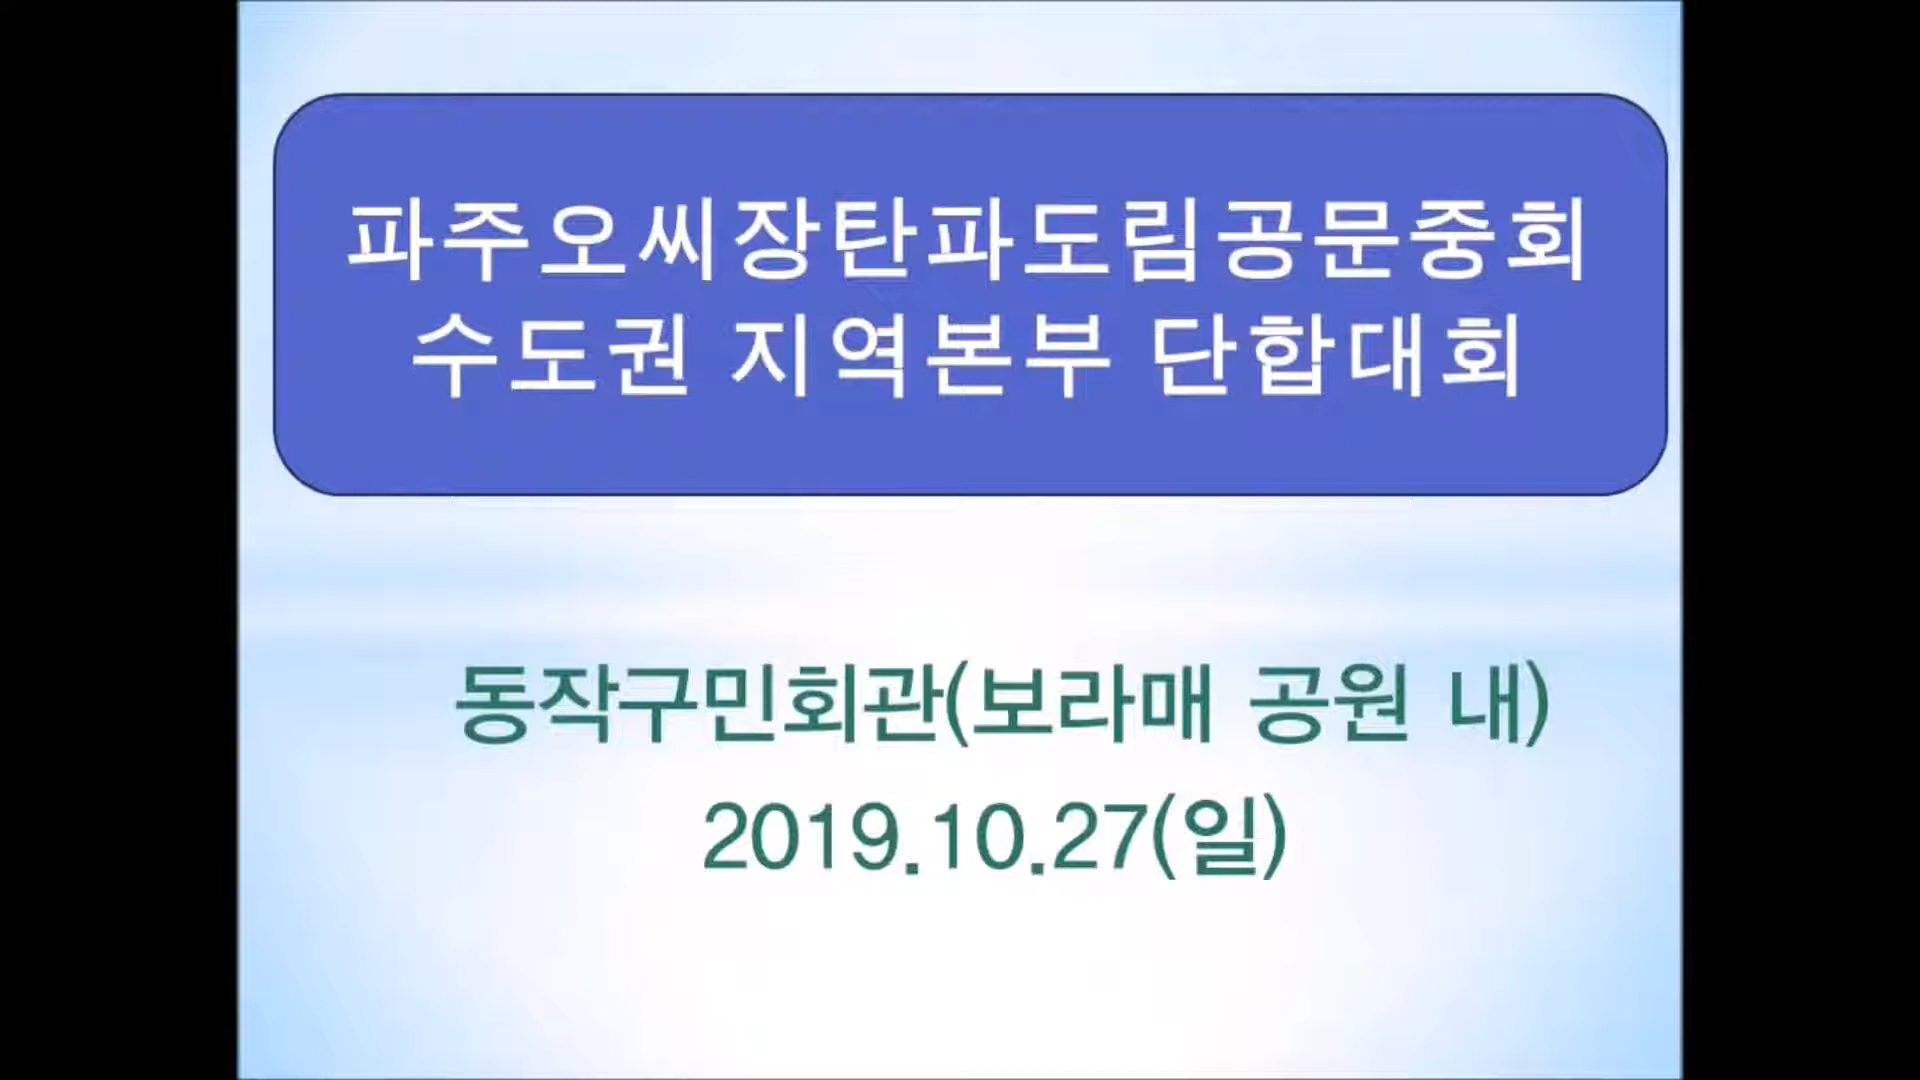 파주오씨장탄파도림공문중회
수도권 지역본부 단합대회
동작구민회관(보라매 공원 내)
2019.10.27(일)